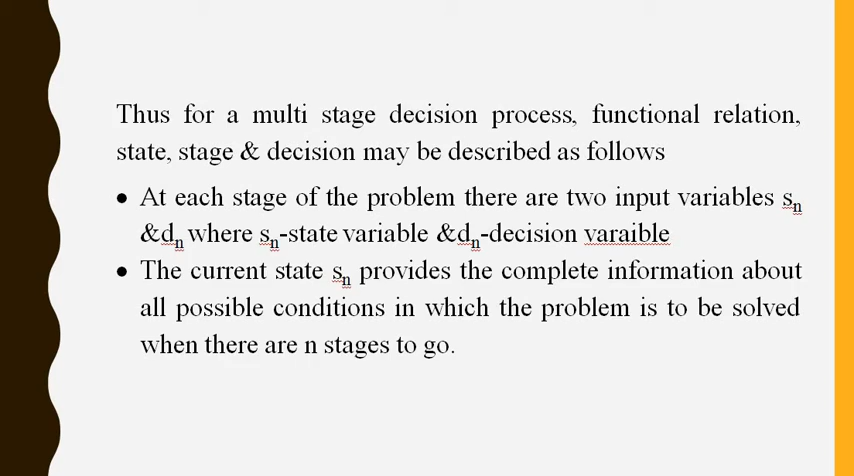 Thus for a multi stage decision process, functional relation,
state, stage & decision may be described as follows
• At each stage of the problem there are two input variables sₙ
&dₙ where sₙ-state variable &dₙ-decision varaible
• The current state sₙ provides the complete information about
all possible conditions in which the problem is to be solved
when there are n stages to go.